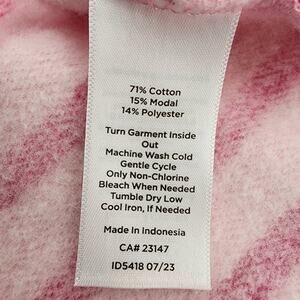 71% Cotton
15% Modal
14% Polyester
Turn Garment Inside
Out
Machine Wash Cold
Gentle Cycle
Only Non-Chlorine
Bleach When Needed
Tumble Dry Low
Cool Iron, If Needed
Made In Indonesia
CA# 23147
ID5418 07/23